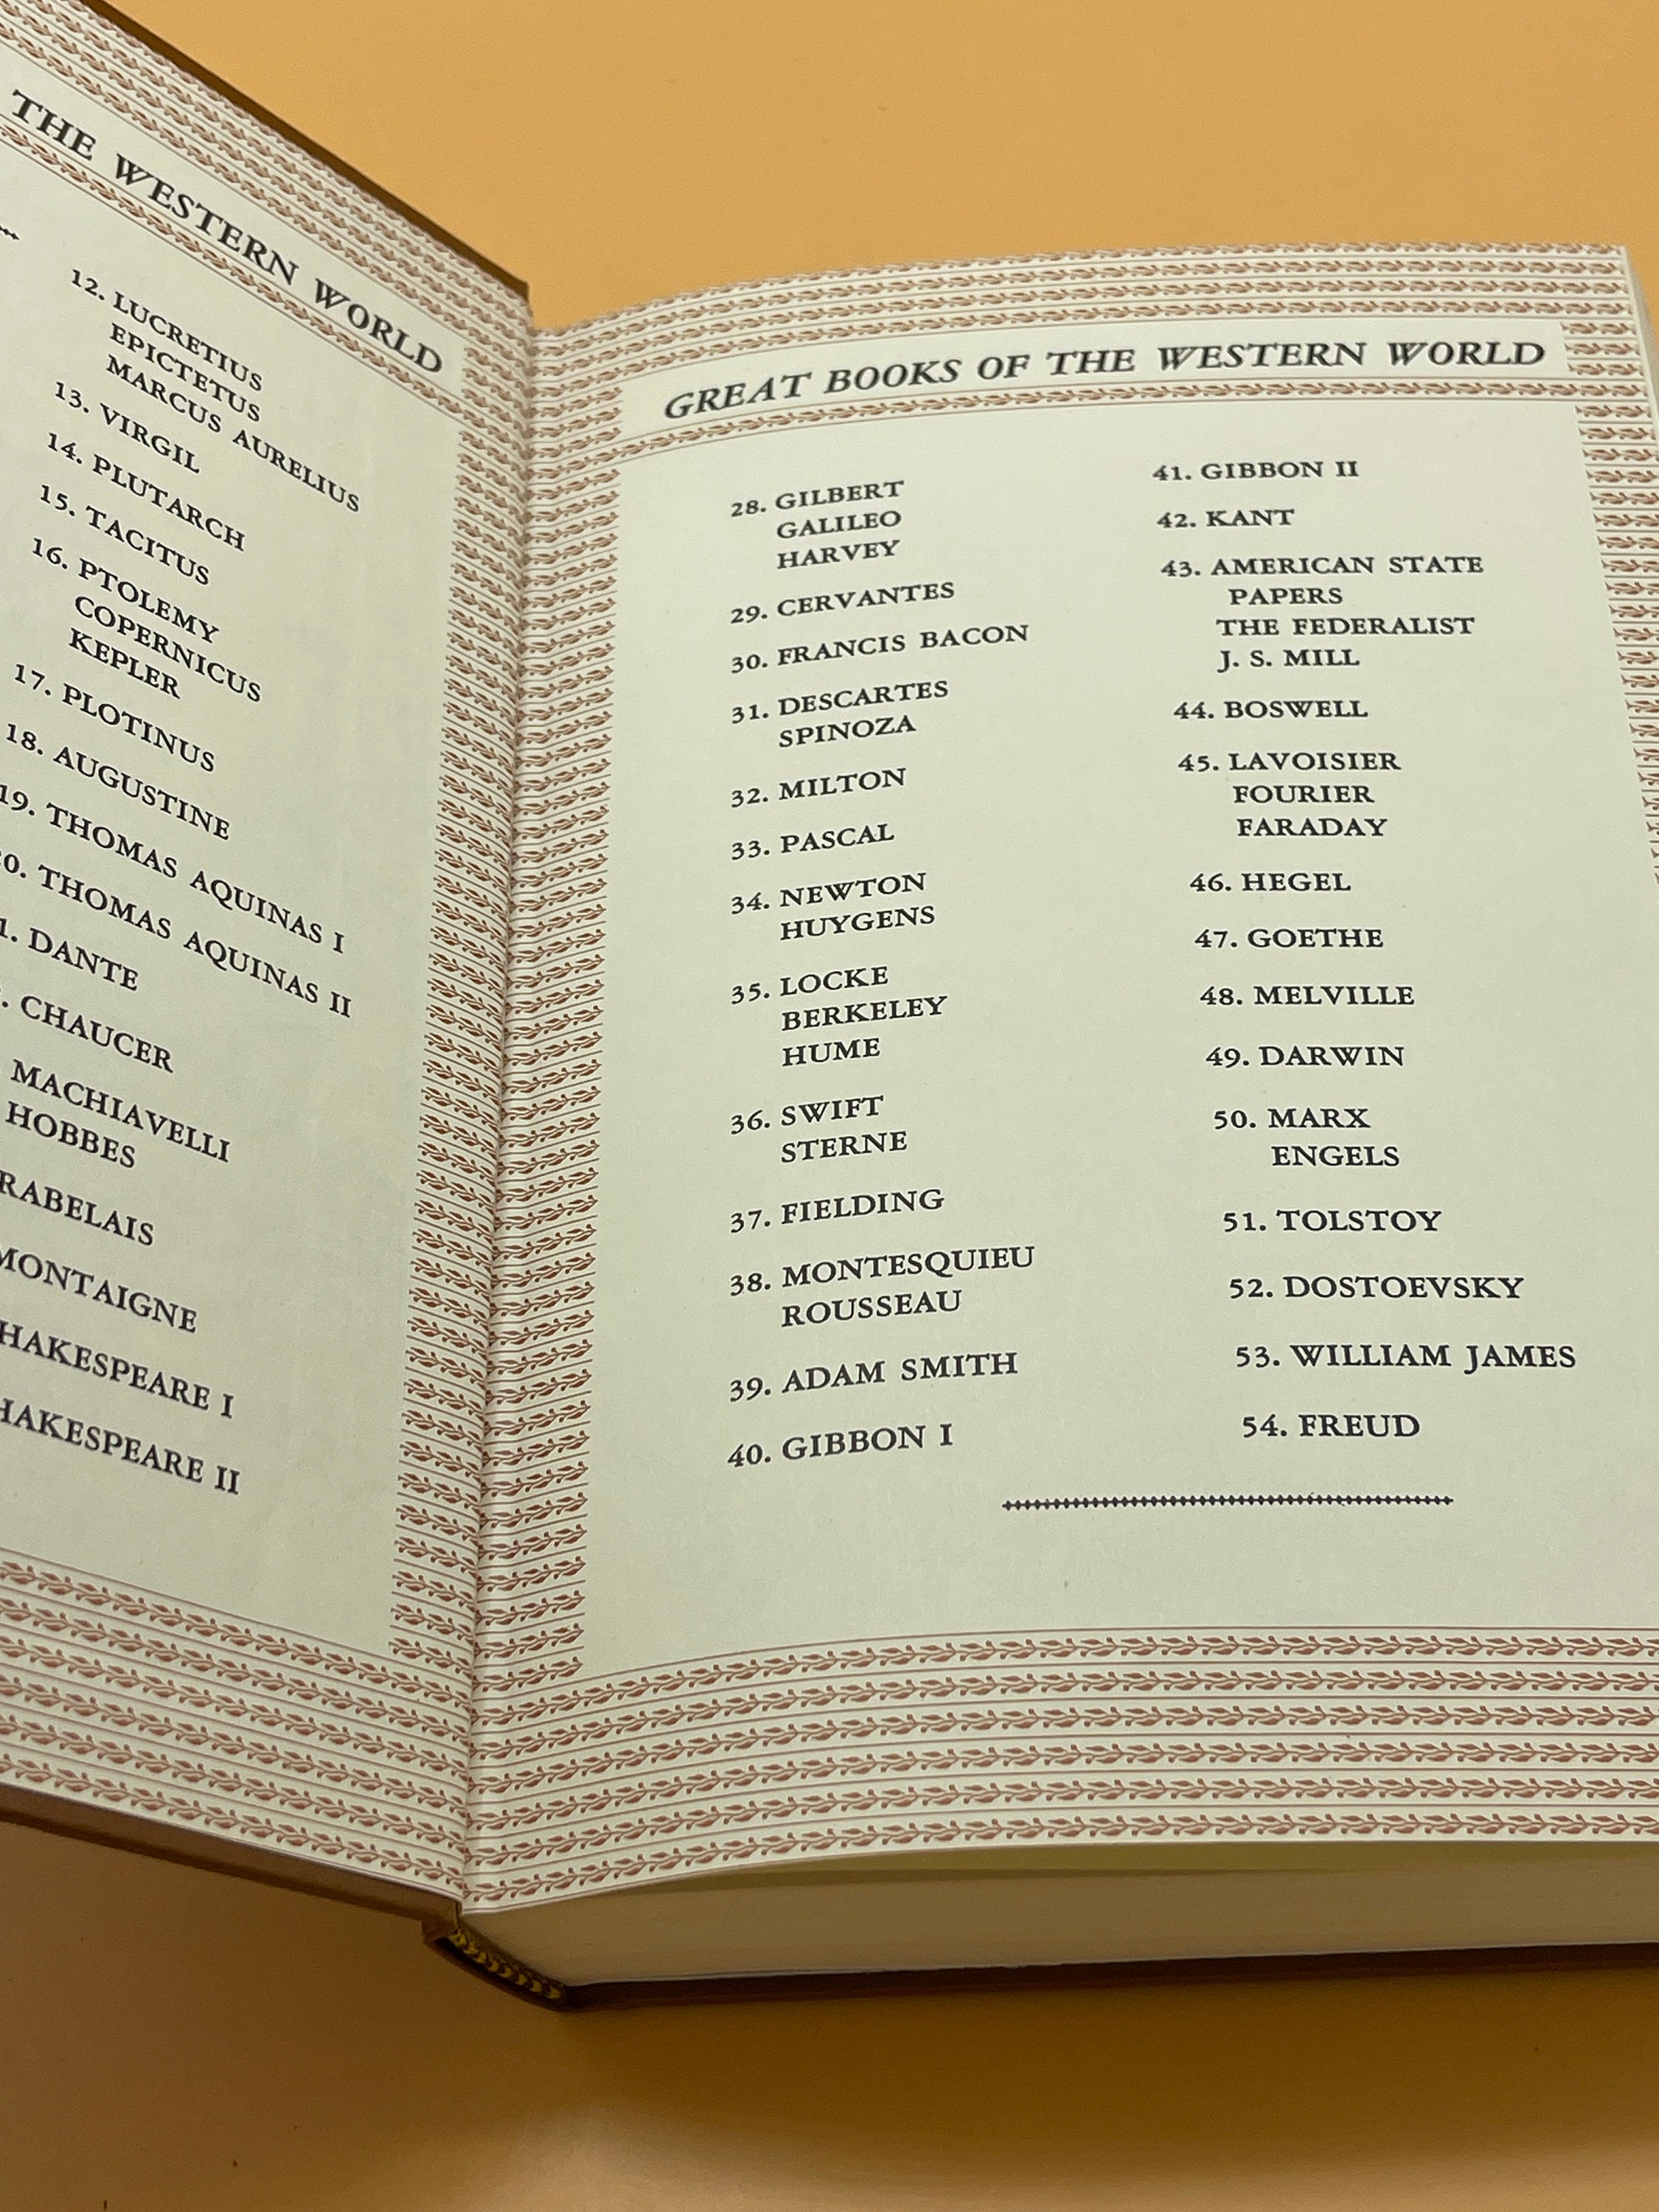 THE WESTERN WORLD
12. LUCRETIUS
EPICTETUS
MARCUS AURELIUS
13. VIRGIL
14. PLUTARCH
15. TACITUS
16. PTOLEMY
COPERNICUS
KEPLER
17. PLOTINUS
18. AUGUSTINE
19. THOMAS AQUINAS I
0. THOMAS AQUINAS II
1. DANTE
. CHAUCER
MACHIAVELLI
HOBBES
RABELAIS
MONTAIGNE
HAKESPEARE I
HAKESPEARE II
GREAT BOOKS OF THE WESTERN WORLD
28. GILBERT
GALILEO
HARVEY
29. CERVANTES
30. FRANCIS BACON
31. DESCARTES
SPINOZA
32. MILTON
33. PASCAL
34. NEWTON
HUYGENS
35. LOCKE
BERKELEY
HUME
36. SWIFT
STERNE
37. FIELDING
38. MONTESQUIEU
ROUSSEAU
39. ADAM SMITH
40. GIBBON I
41. GIBBON II
42. KANT
43. AMERICAN STATE
PAPERS
THE FEDERALIST
J. S. MILL
44. BOSWELL
45. LAVOISIER
FOURIER
FARADAY
46. HEGEL
47. GOETHE
48. MELVILLE
49. DARWIN
50. MARX
ENGELS
51. TOLSTOY
52. DOSTOEVSKY
53. WILLIAM JAMES
54. FREUD